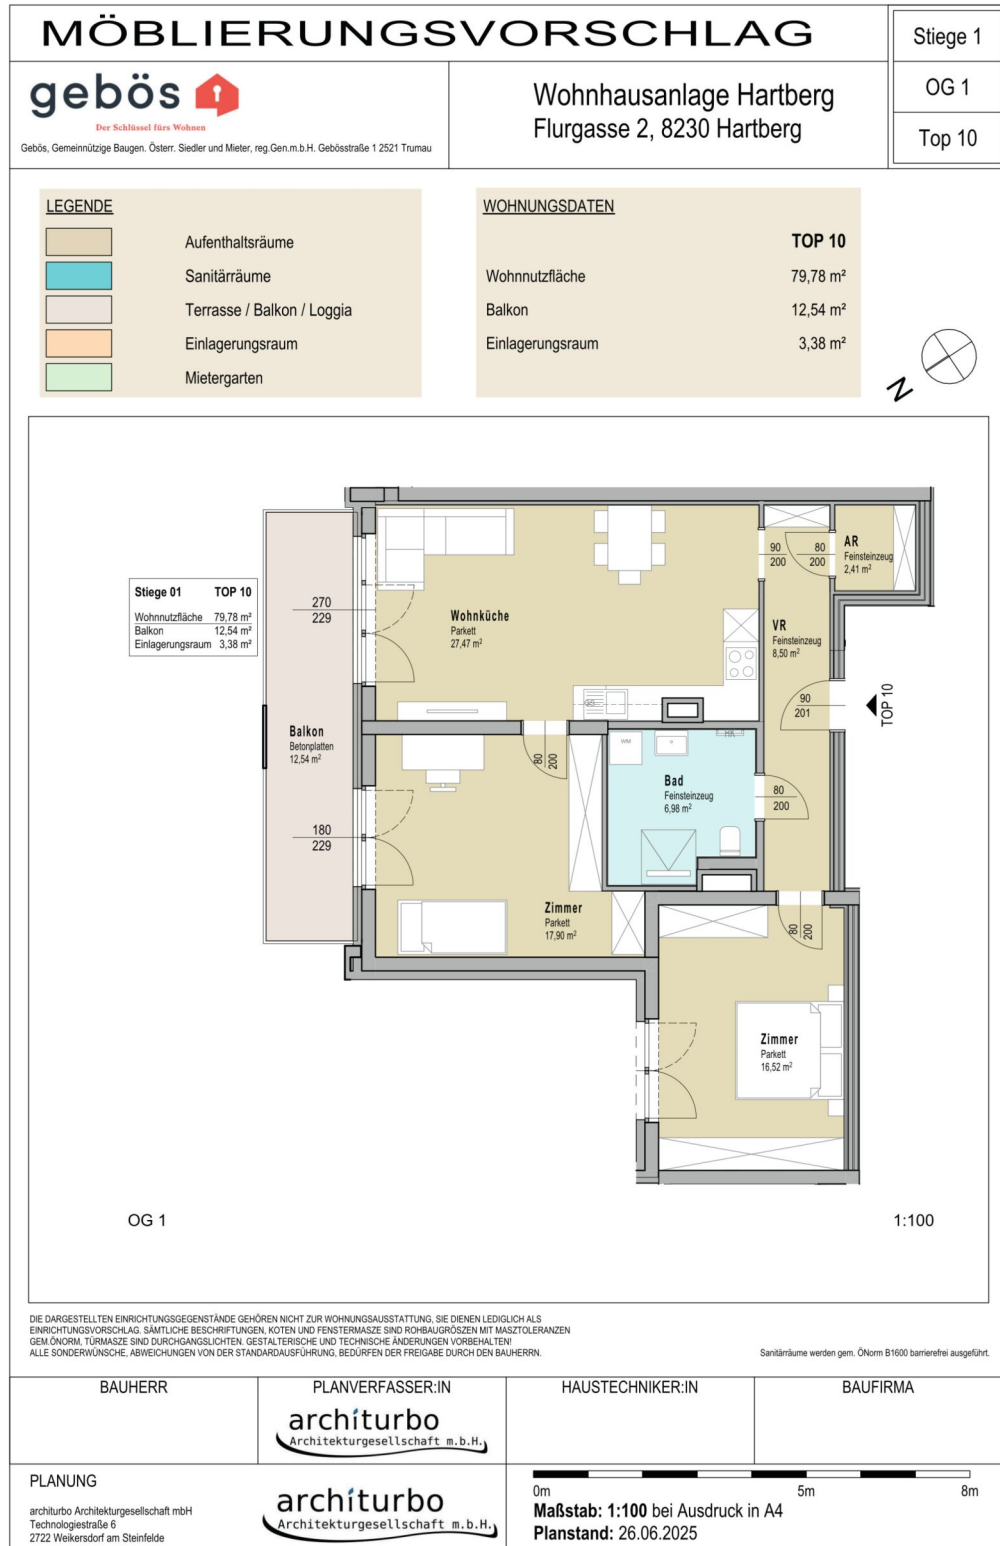 MÖBLIERUNGSVORSCHLAG
Stiege 1
OG 1
Top 10
gebös
Der Schlüssel fürs Wohnen
Gebös, Gemeinnützige Baugen. Österr. Siedler und Mieter, reg.Gen.m.b.H. Gebösstraße 1 2521 Trumau
Wohnhausanlage Hartberg
Flurgasse 2, 8230 Hartberg
LEGENDE
Aufenthaltsräume
Sanitärräume
Terrasse / Balkon / Loggia
Einlagerungsraum
Mietergarten
WOHNUNGSDATEN
TOP 10
Wohnnutzfläche 79,78 m²
Balkon 12,54 m²
Einlagerungsraum 3,38 m²
N
Stiege 01 TOP 10
Wohnnutzfläche 79,78 m²
Balkon 12,54 m²
Einlagerungsraum 3,38 m²
270
229
Wohnküche
Parkett
27,47 m²
90
200
80
200
AR
Feinsteinzeug
2,41 m²
VR
Feinsteinzeug
8,50 m²
90
201
TOP 10
Balkon
Betonplatten
12,54 m²
80
200
WM
HK
Bad
Feinsteinzeug
6,98 m²
80
200
180
229
Zimmer
Parkett
17,90 m²
80
200
Zimmer
Parkett
16,52 m²
OG 1
1:100
DIE DARGESTELLTEN EINRICHTUNGSGEGENSTÄNDE GEHÖREN NICHT ZUR WOHNUNGSAUSSTATTUNG, SIE DIENEN LEDIGLICH ALS
EINRICHTUNGSVORSCHLAG. SÄMTLICHE BESCHRIFTUNGEN, KOTEN UND FENSTERMASZE SIND ROHBAUGRÖSZEN MIT MASZTOLERANZEN
GEM.ÖNORM, TÜRMASZE SIND DURCHGANGSLICHTEN. GESTALTERISCHE UND TECHNISCHE ÄNDERUNGEN VORBEHALTEN!
ALLE SONDERWÜNSCHE, ABWEICHUNGEN VON DER STANDARDAUSFÜHRUNG, BEDÜRFEN DER FREIGABE DURCH DEN BAUHERRN.
Sanitärräume werden gem. ÖNorm B1600 barrierefrei ausgeführt.
BAUHERR
PLANVERFASSER:IN
HAUSTECHNIKER:IN
BAUFIRMA
architurbo
Architekturgesellschaft m.b.H.
PLANUNG
architurbo Architekturgesellschaft mbH
Technologiestraße 6
2722 Weikersdorf am Steinfelde
architurbo
Architekturgesellschaft m.b.H.
0m 5m 8m
Maßstab: 1:100 bei Ausdruck in A4
Planstand: 26.06.2025